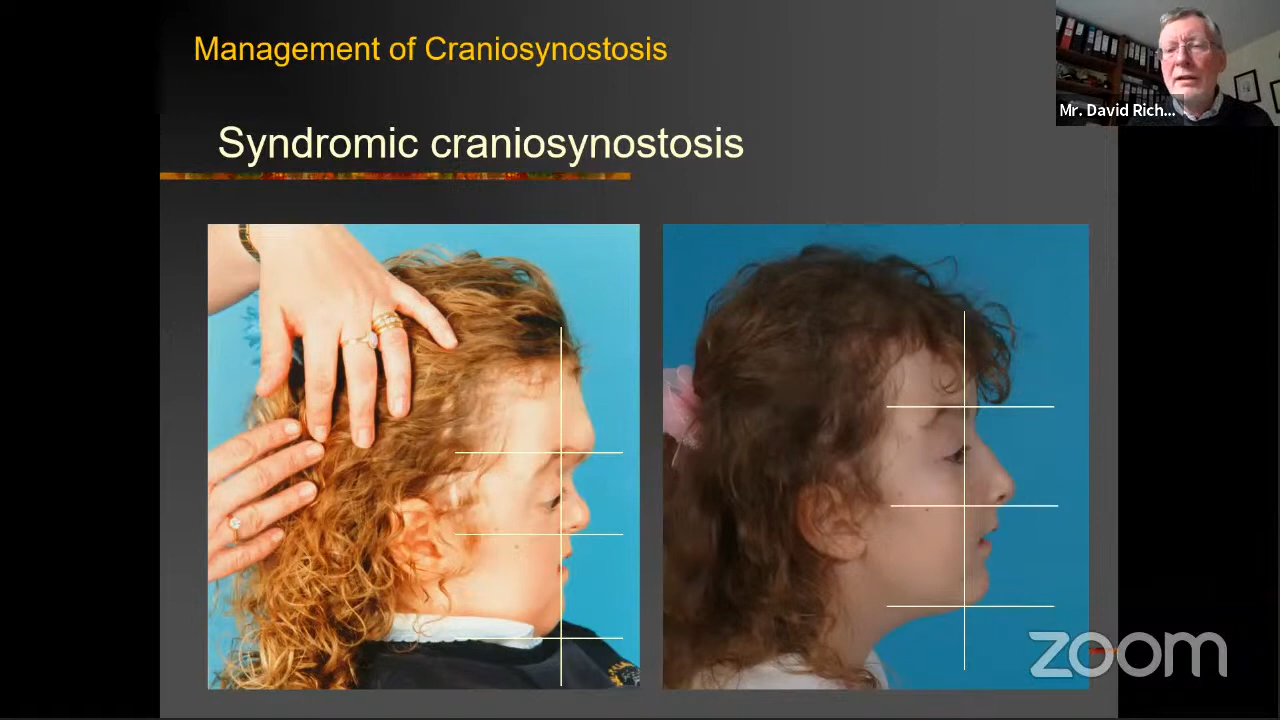 Management of Craniosynostosis
Mr. David Rich...
Syndromic craniosynostosis
zoom